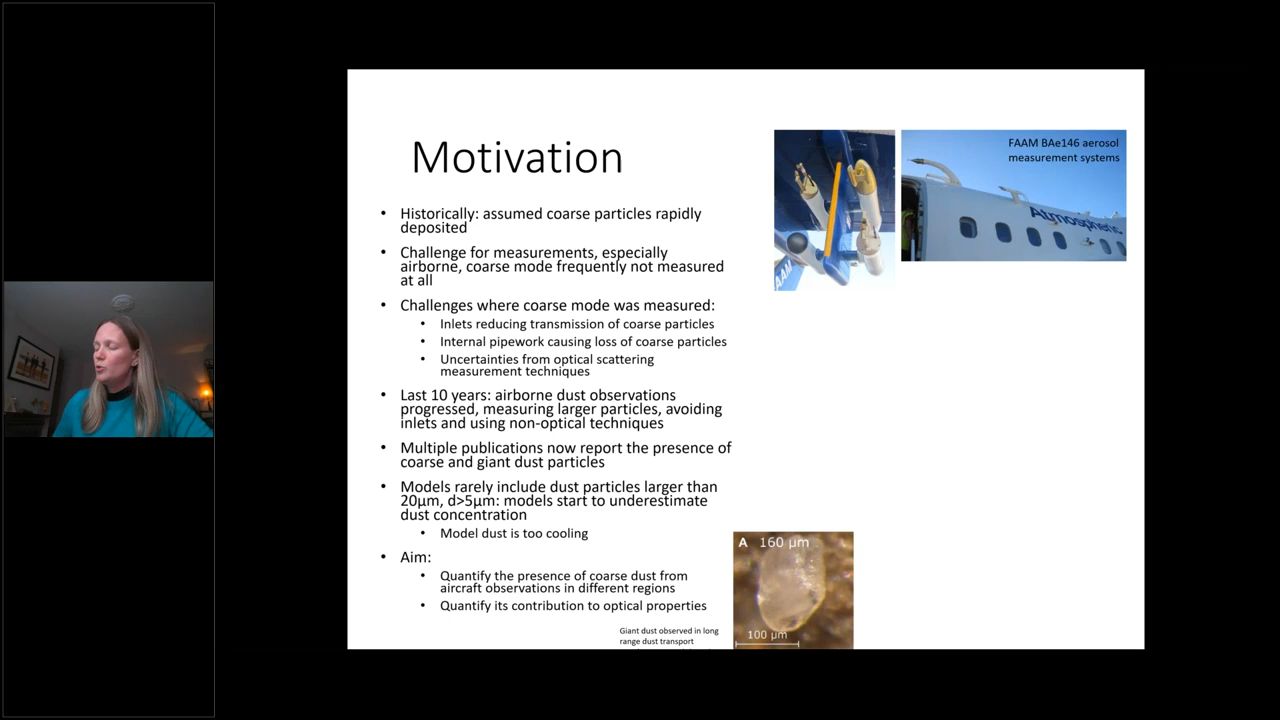 Motivation
• Historically: assumed coarse particles rapidly
deposited
• Challenge for measurements, especially
airborne, coarse mode frequently not measured
at all
• Challenges where coarse mode was measured:
• Inlets reducing transmission of coarse particles
• Internal pipework causing loss of coarse particles
• Uncertainties from optical scattering
measurement techniques
• Last 10 years: airborne dust observations
progressed, measuring larger particles, avoiding
inlets and using non-optical techniques
• Multiple publications now report the presence of
coarse and giant dust particles
• Models rarely include dust particles larger than
20µm, d>5µm: models start to underestimate
dust concentration
• Model dust is too cooling
• Aim:
• Quantify the presence of coarse dust from
aircraft observations in different regions
• Quantify its contribution to optical properties
FAAM
FAAM BAe146 aerosol
measurement systems
Atmospheric
Giant dust observed in long
range dust transport
A 160 µm
100 µm